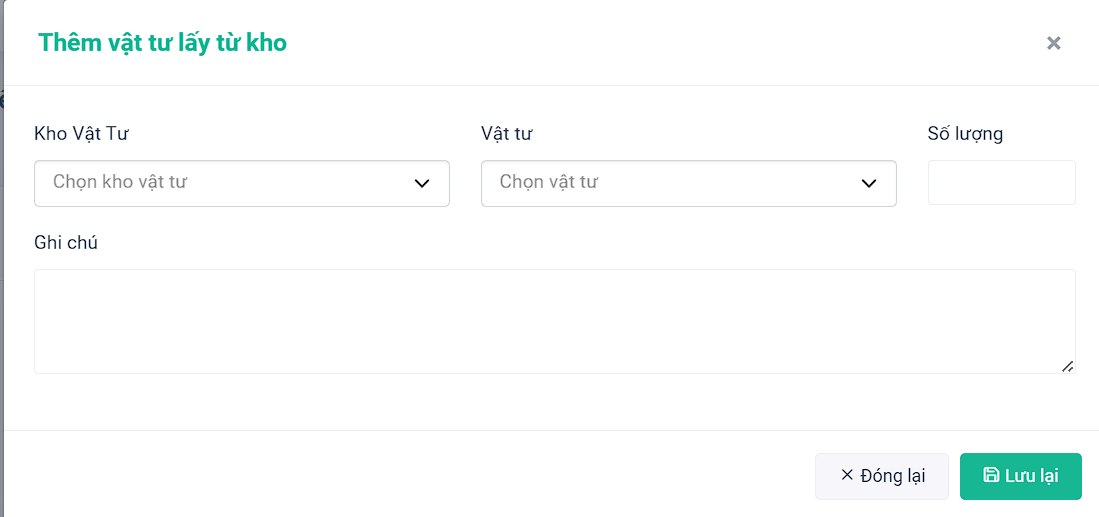 Thêm vật tư lấy từ kho
Kho Vật Tư
Vật tư
Số lượng
Chọn kho vật tư
Chọn vật tư
Ghi chú
Đóng lại
Lưu lại